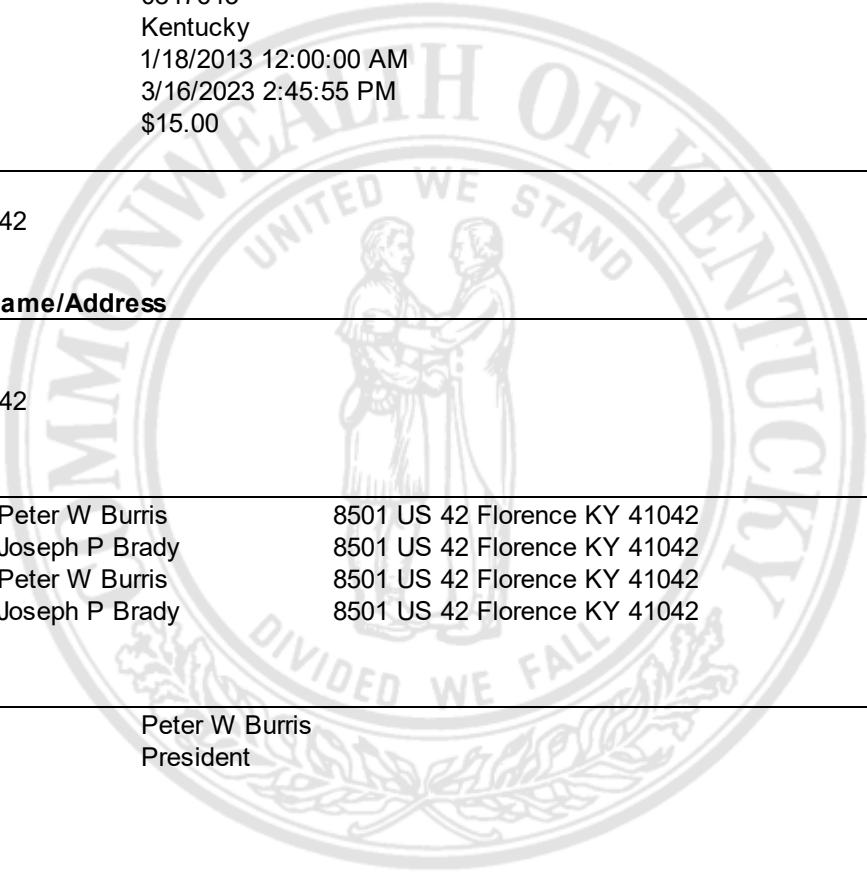 Kentucky
1/18/2013 12:00:00 AM
3/16/2023 2:45:55 PM
$15.00
42
ame/Address
42
Peter W Burris 8501 US 42 Florence KY 41042
Joseph P Brady 8501 US 42 Florence KY 41042
Peter W Burris 8501 US 42 Florence KY 41042
Joseph P Brady 8501 US 42 Florence KY 41042
Peter W Burris
President
COMMONWEALTH OF KENTUCKY
UNITED WE STAND
DIVIDED WE FALL